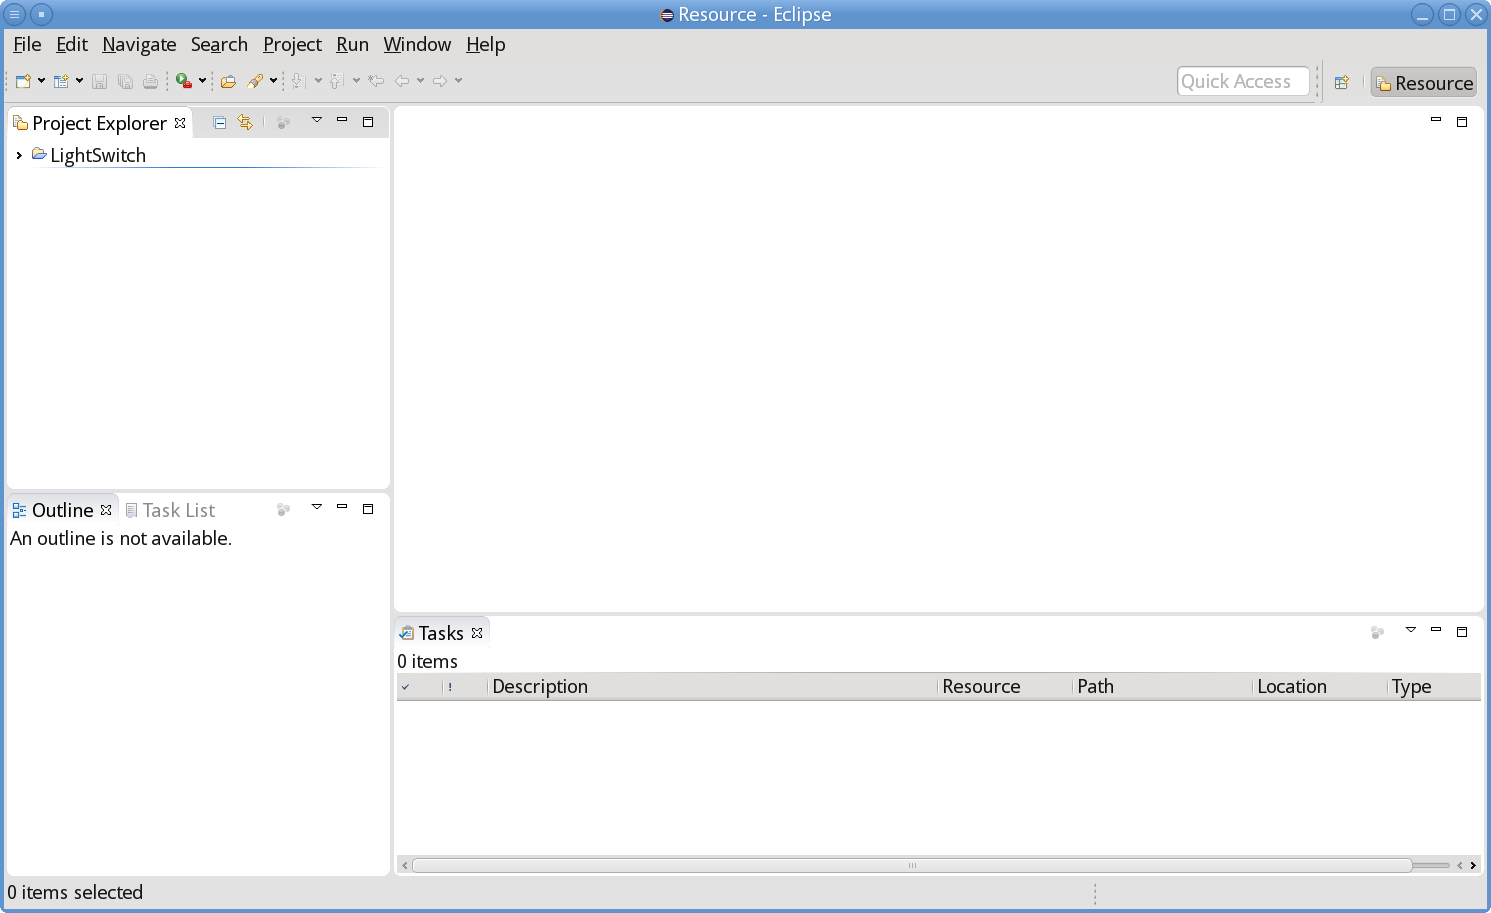 Resource - Eclipse
File Edit Navigate Search Project Run Window Help
Quick Access
Resource
Project Explorer
LightSwitch
Outline Task List
An outline is not available.
Tasks
0 items
! Description Resource Path Location Type
0 items selected